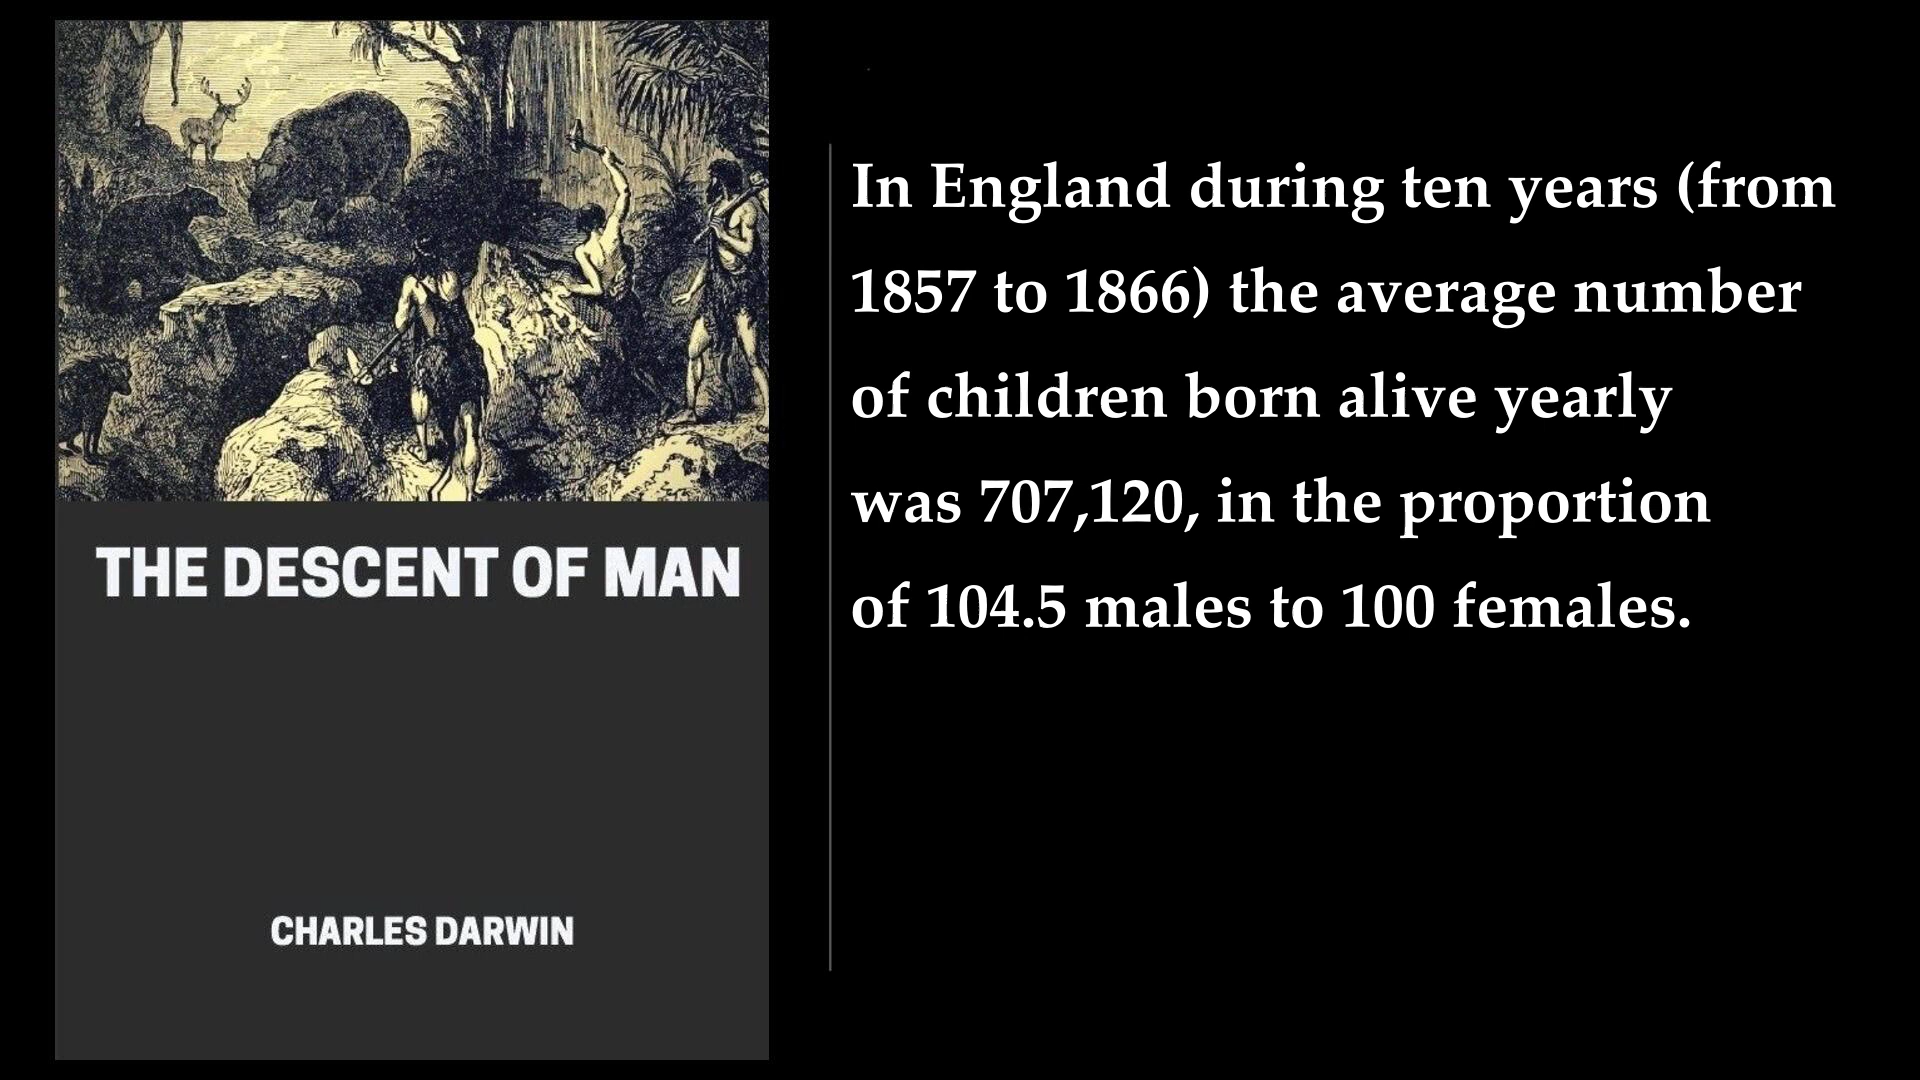 THE DESCENT OF MAN
CHARLES DARWIN
In England during ten years (from
1857 to 1866) the average number
of children born alive yearly
was 707,120, in the proportion
of 104.5 males to 100 females.